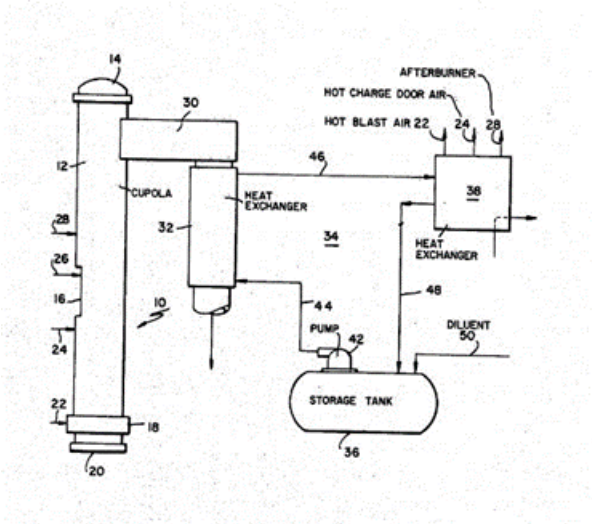 14
AFTERBURNER
HOT CHARGE DOOR AIR
HOT BLAST AIR 22
24
28
30
12
CUPOLA
46
38
HEAT
EXCHANGER
32
34
HEAT
EXCHANGER
28
26
16
10
44
48
24
PUMP
42
DILUENT
50
STORAGE TANK
22
18
20
36